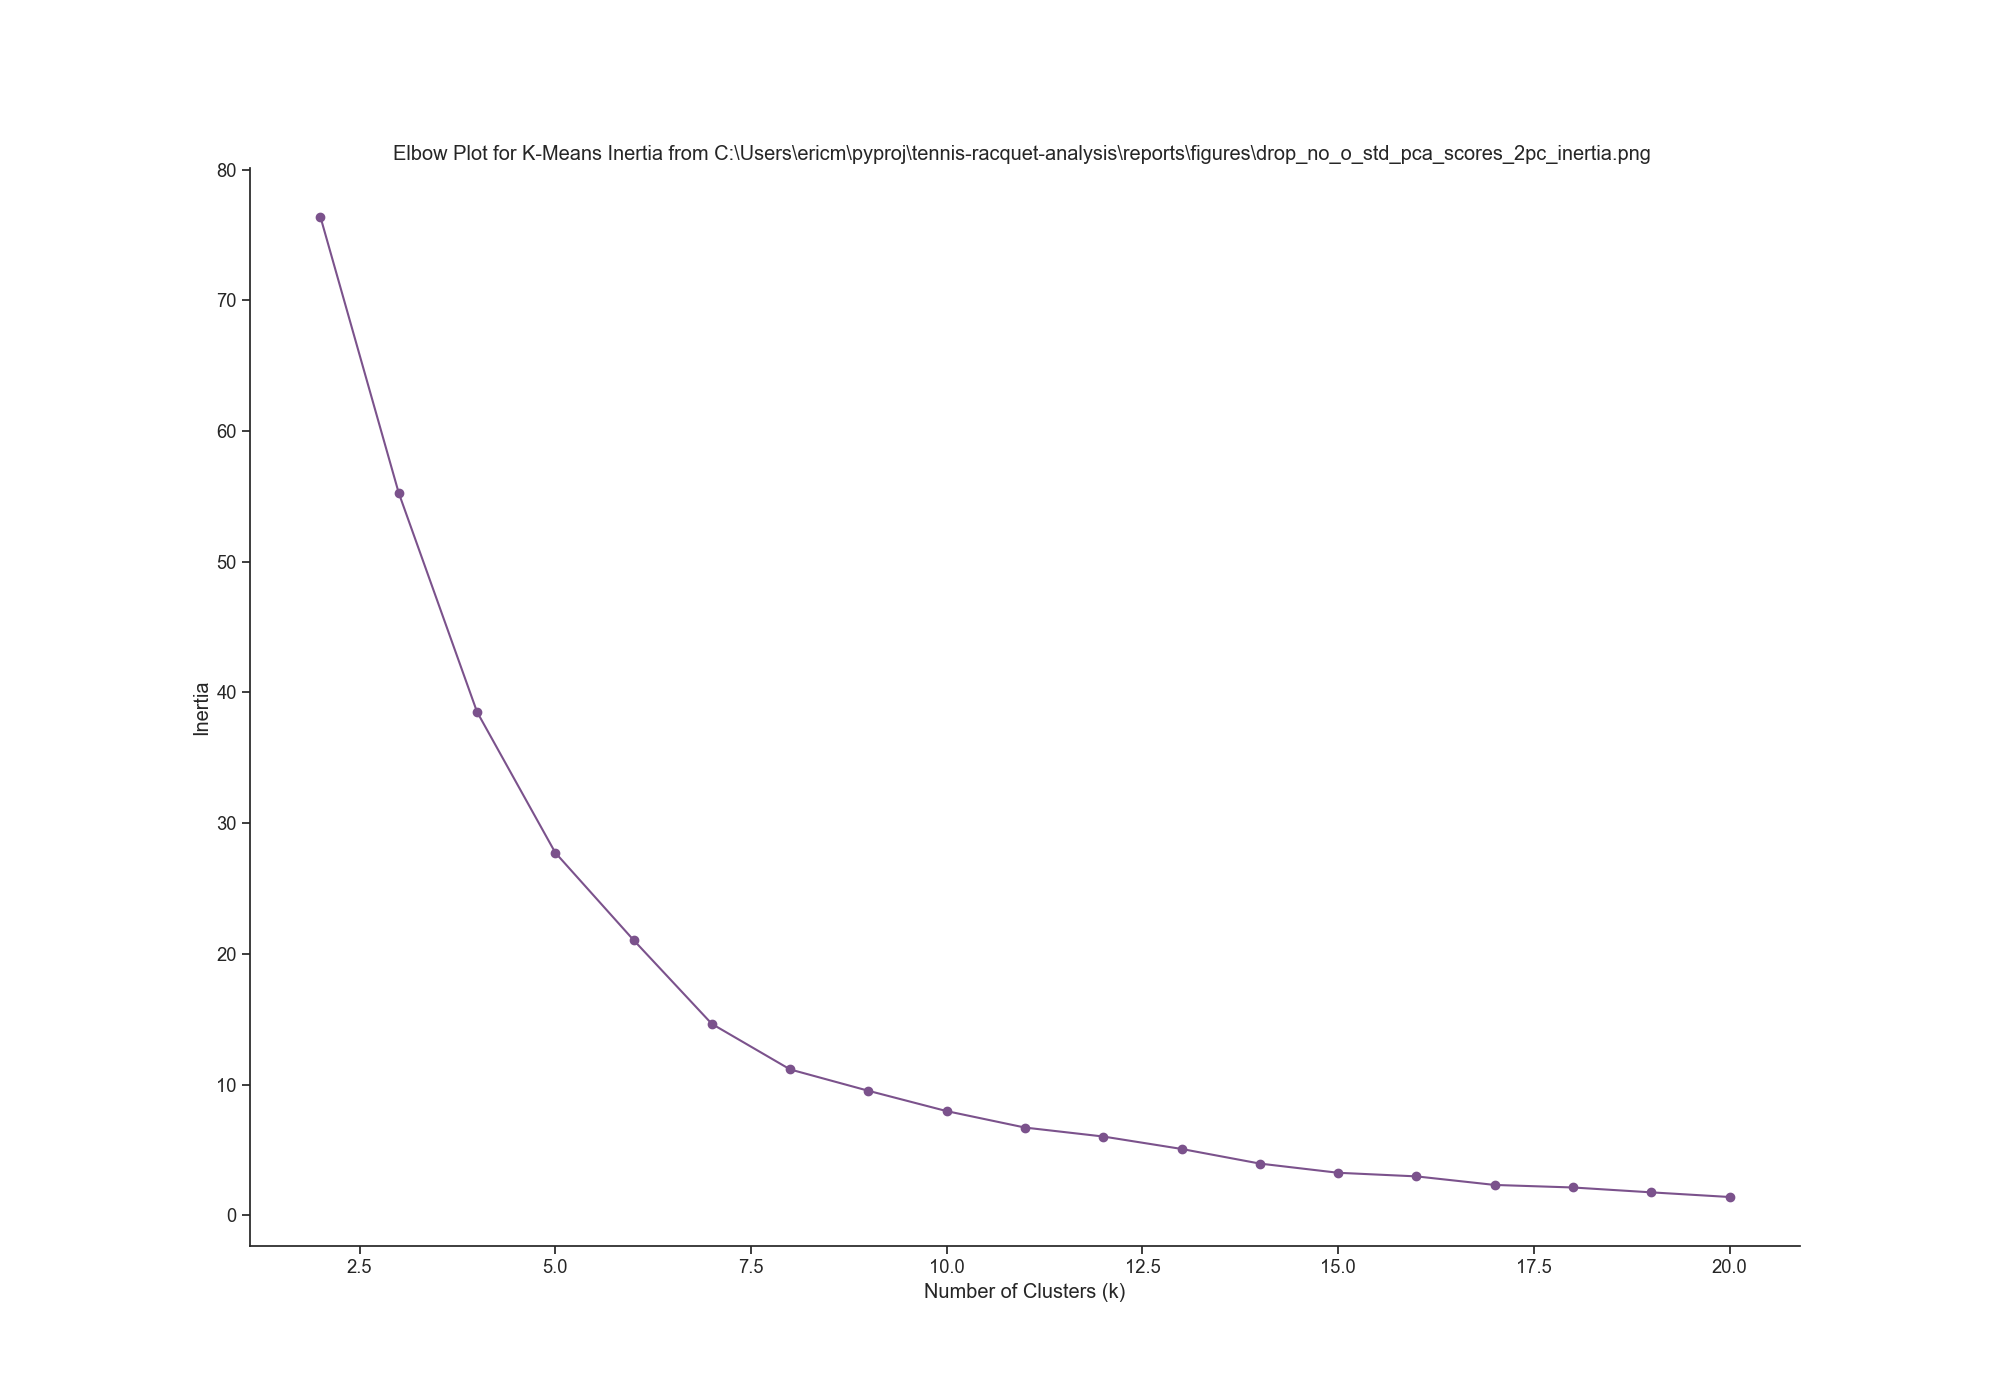 Elbow Plot for K-Means Inertia from C:\Users\ericm\pyproj\tennis-racquet-analysis\reports\figures\drop_no_o_std_pca_scores_2pc_inertia.png
80
70
60
50
40
30
20
10
0
Inertia
2.5 5.0 7.5 10.0 12.5 15.0 17.5 20.0
Number of Clusters (k)